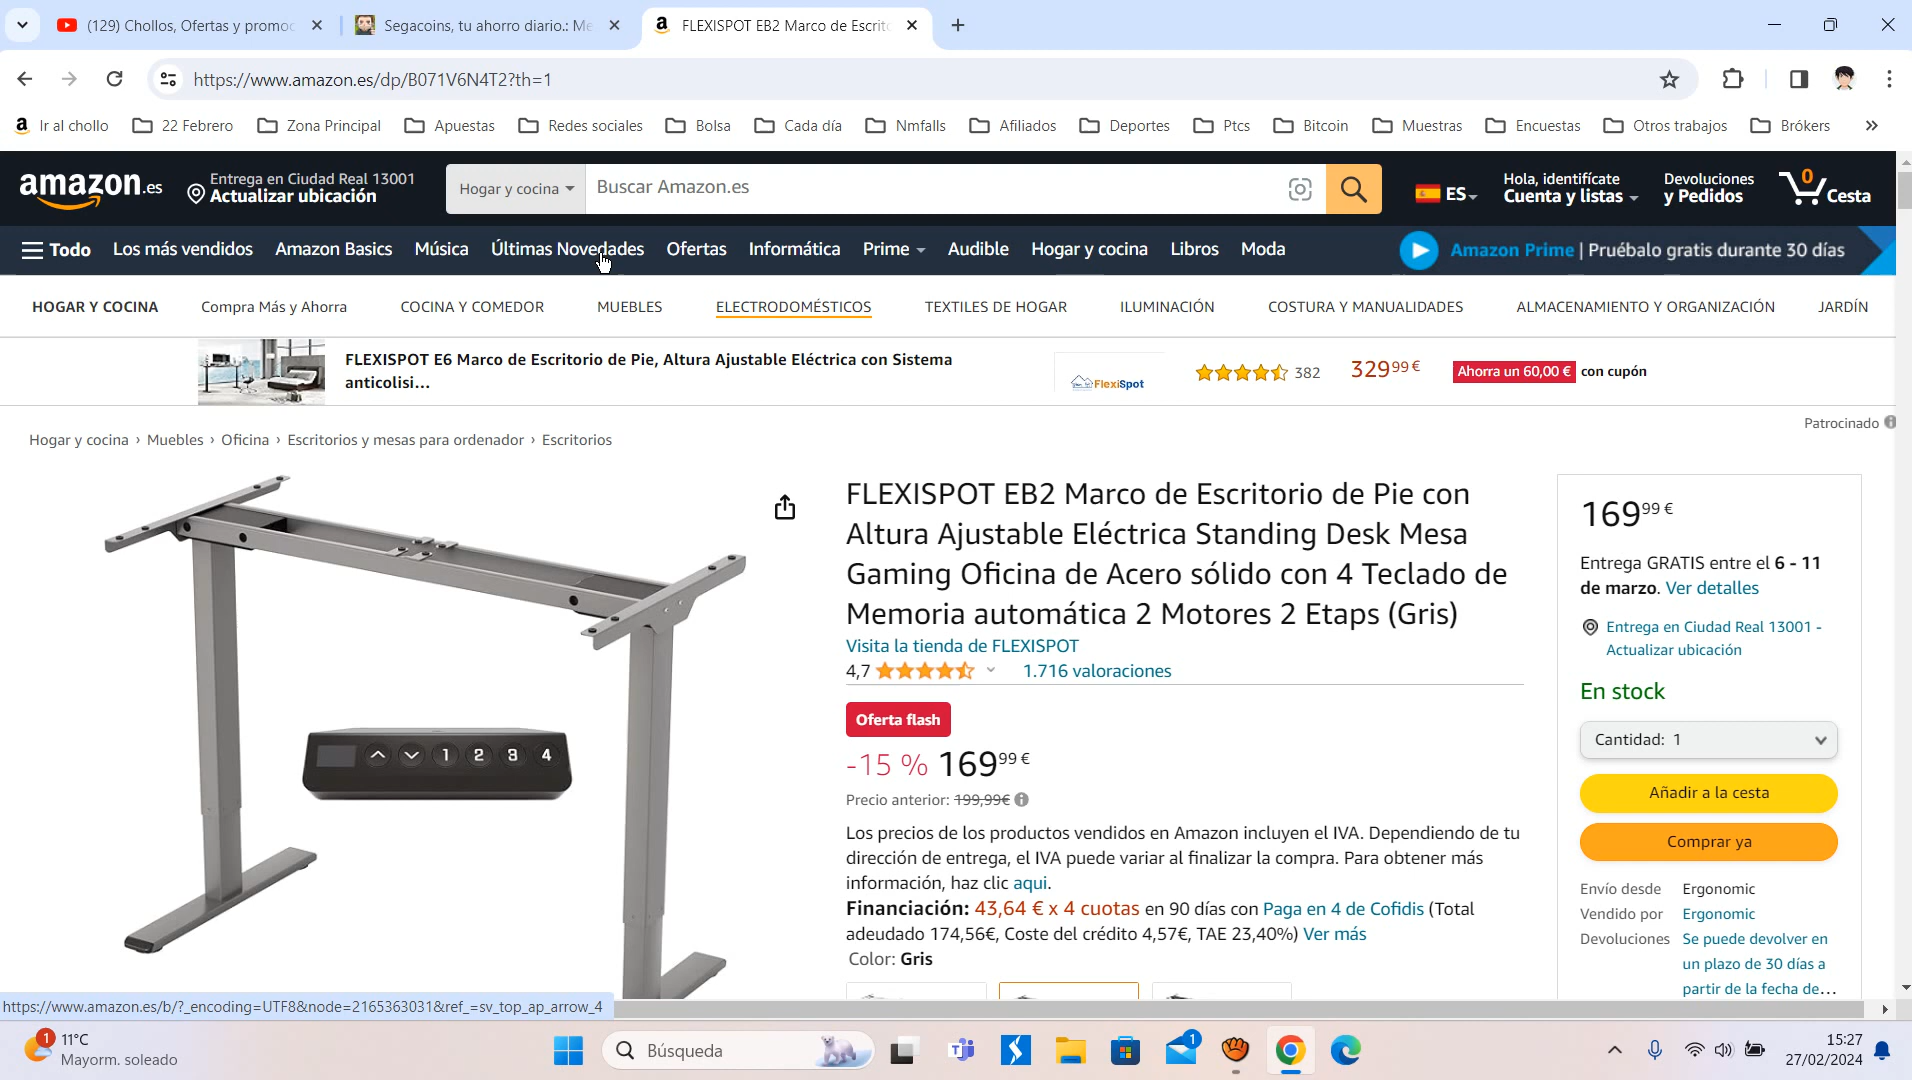 (129) Chollos, Ofertas y promoc
Segacoins, tu ahorro diario.: Me
FLEXISPOT EB2 Marco de Escrito
https://www.amazon.es/dp/B071V6N4T2?th=1
Ir al chollo
22 Febrero
Zona Principal
Apuestas
Redes sociales
Bolsa
Cada día
Nmfalls
Afiliados
Deportes
Ptcs
Bitcoin
Muestras
Encuestas
Otros trabajos
Brókers
amazon.es
Entrega en Ciudad Real 13001
Actualizar ubicación
Hogar y cocina
Buscar Amazon.es
ES
Hola, identifícate
Cuenta y listas
Devoluciones
y Pedidos
0
Cesta
Todo
Los más vendidos
Amazon Basics
Música
Últimas Novedades
Ofertas
Informática
Prime
Audible
Hogar y cocina
Libros
Moda
Amazon Prime | Pruébalo gratis durante 30 días
HOGAR Y COCINA
Compra Más y Ahorra
COCINA Y COMEDOR
MUEBLES
ELECTRODOMÉSTICOS
TEXTILES DE HOGAR
ILUMINACIÓN
COSTURA Y MANUALIDADES
ALMACENAMIENTO Y ORGANIZACIÓN
JARDÍN
FLEXISPOT E6 Marco de Escritorio de Pie, Altura Ajustable Eléctrica con Sistema
anticolisi...
FlexiSpot
382
329 99 €
Ahorra un 60,00 € con cupón
Patrocinado
Hogar y cocina › Muebles › Oficina › Escritorios y mesas para ordenador › Escritorios
1 2 3 4
FLEXISPOT EB2 Marco de Escritorio de Pie con
Altura Ajustable Eléctrica Standing Desk Mesa
Gaming Oficina de Acero sólido con 4 Teclado de
Memoria automática 2 Motores 2 Etaps (Gris)
Visita la tienda de FLEXISPOT
4,7
1.716 valoraciones
Oferta flash
-15 % 169 99 €
Precio anterior: 199,99€
Los precios de los productos vendidos en Amazon incluyen el IVA. Dependiendo de tu
dirección de entrega, el IVA puede variar al finalizar la compra. Para obtener más
información, haz clic aqui.
Financiación: 43,64 € x 4 cuotas en 90 días con Paga en 4 de Cofidis (Total
adeudado 174,56€, Coste del crédito 4,57€, TAE 23,40%) Ver más
Color: Gris
169 99 €
Entrega GRATIS entre el 6 - 11
de marzo. Ver detalles
Entrega en Ciudad Real 13001 -
Actualizar ubicación
En stock
Cantidad: 1
Añadir a la cesta
Comprar ya
Envío desde Ergonomic
Vendido por Ergonomic
Devoluciones Se puede devolver en
un plazo de 30 días a
partir de la fecha de...
https://www.amazon.es/b/?_encoding=UTF8&node=2165363031&ref_=sv_top_ap_arrow_4
1
11°C
Mayorm. soleado
Búsqueda
1
15:27
27/02/2024